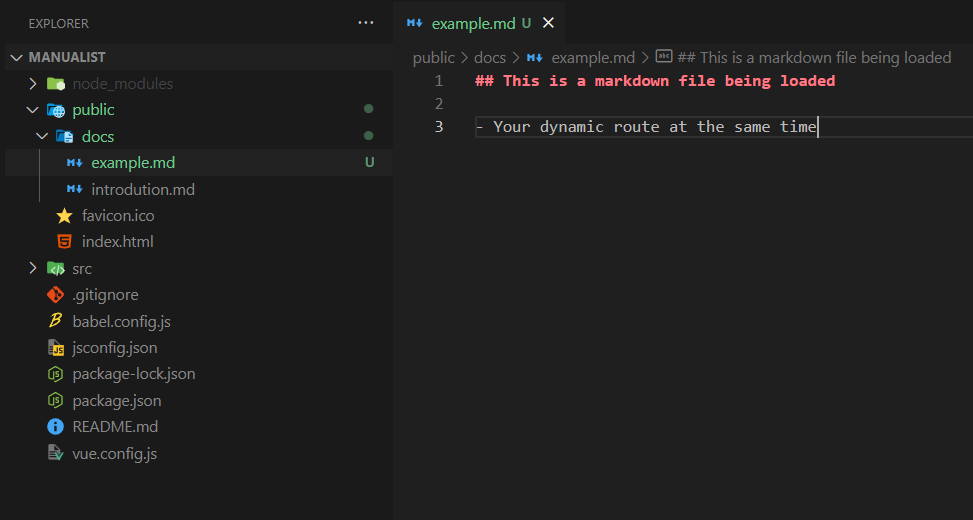 EXPLORER
···
MANUALIST
node_modules
public
docs
example.md U
introdution.md
favicon.ico
index.html
src
.gitignore
babel.config.js
jsconfig.json
package-lock.json
package.json
README.md
vue.config.js
example.md U
public > docs > example.md > abc ## This is a markdown file being loaded
1 ## This is a markdown file being loaded
2
3 - Your dynamic route at the same time